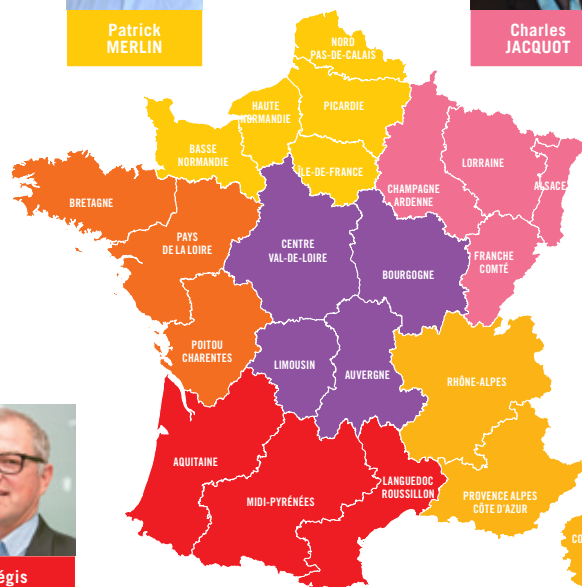 Patrick
MERLIN
Charles
JACQUOT
NORD
PAS-DE-CALAIS
HAUTE
NORMANDIE
PICARDIE
BASSE
NORMANDIE
ÎLE-DE-FRANCE
CHAMPAGNE
ARDENNE
LORRAINE
ALSACE
BRETAGNE
PAYS
DE LA LOIRE
CENTRE
VAL-DE-LOIRE
BOURGOGNE
FRANCHE
COMTÉ
POITOU
CHARENTES
LIMOUSIN
AUVERGNE
RHÔNE-ALPES
AQUITAINE
MIDI-PYRÉNÉES
LANGUEDOC
ROUSSILLON
PROVENCE ALPES
CÔTE D'AZUR
CO
égis